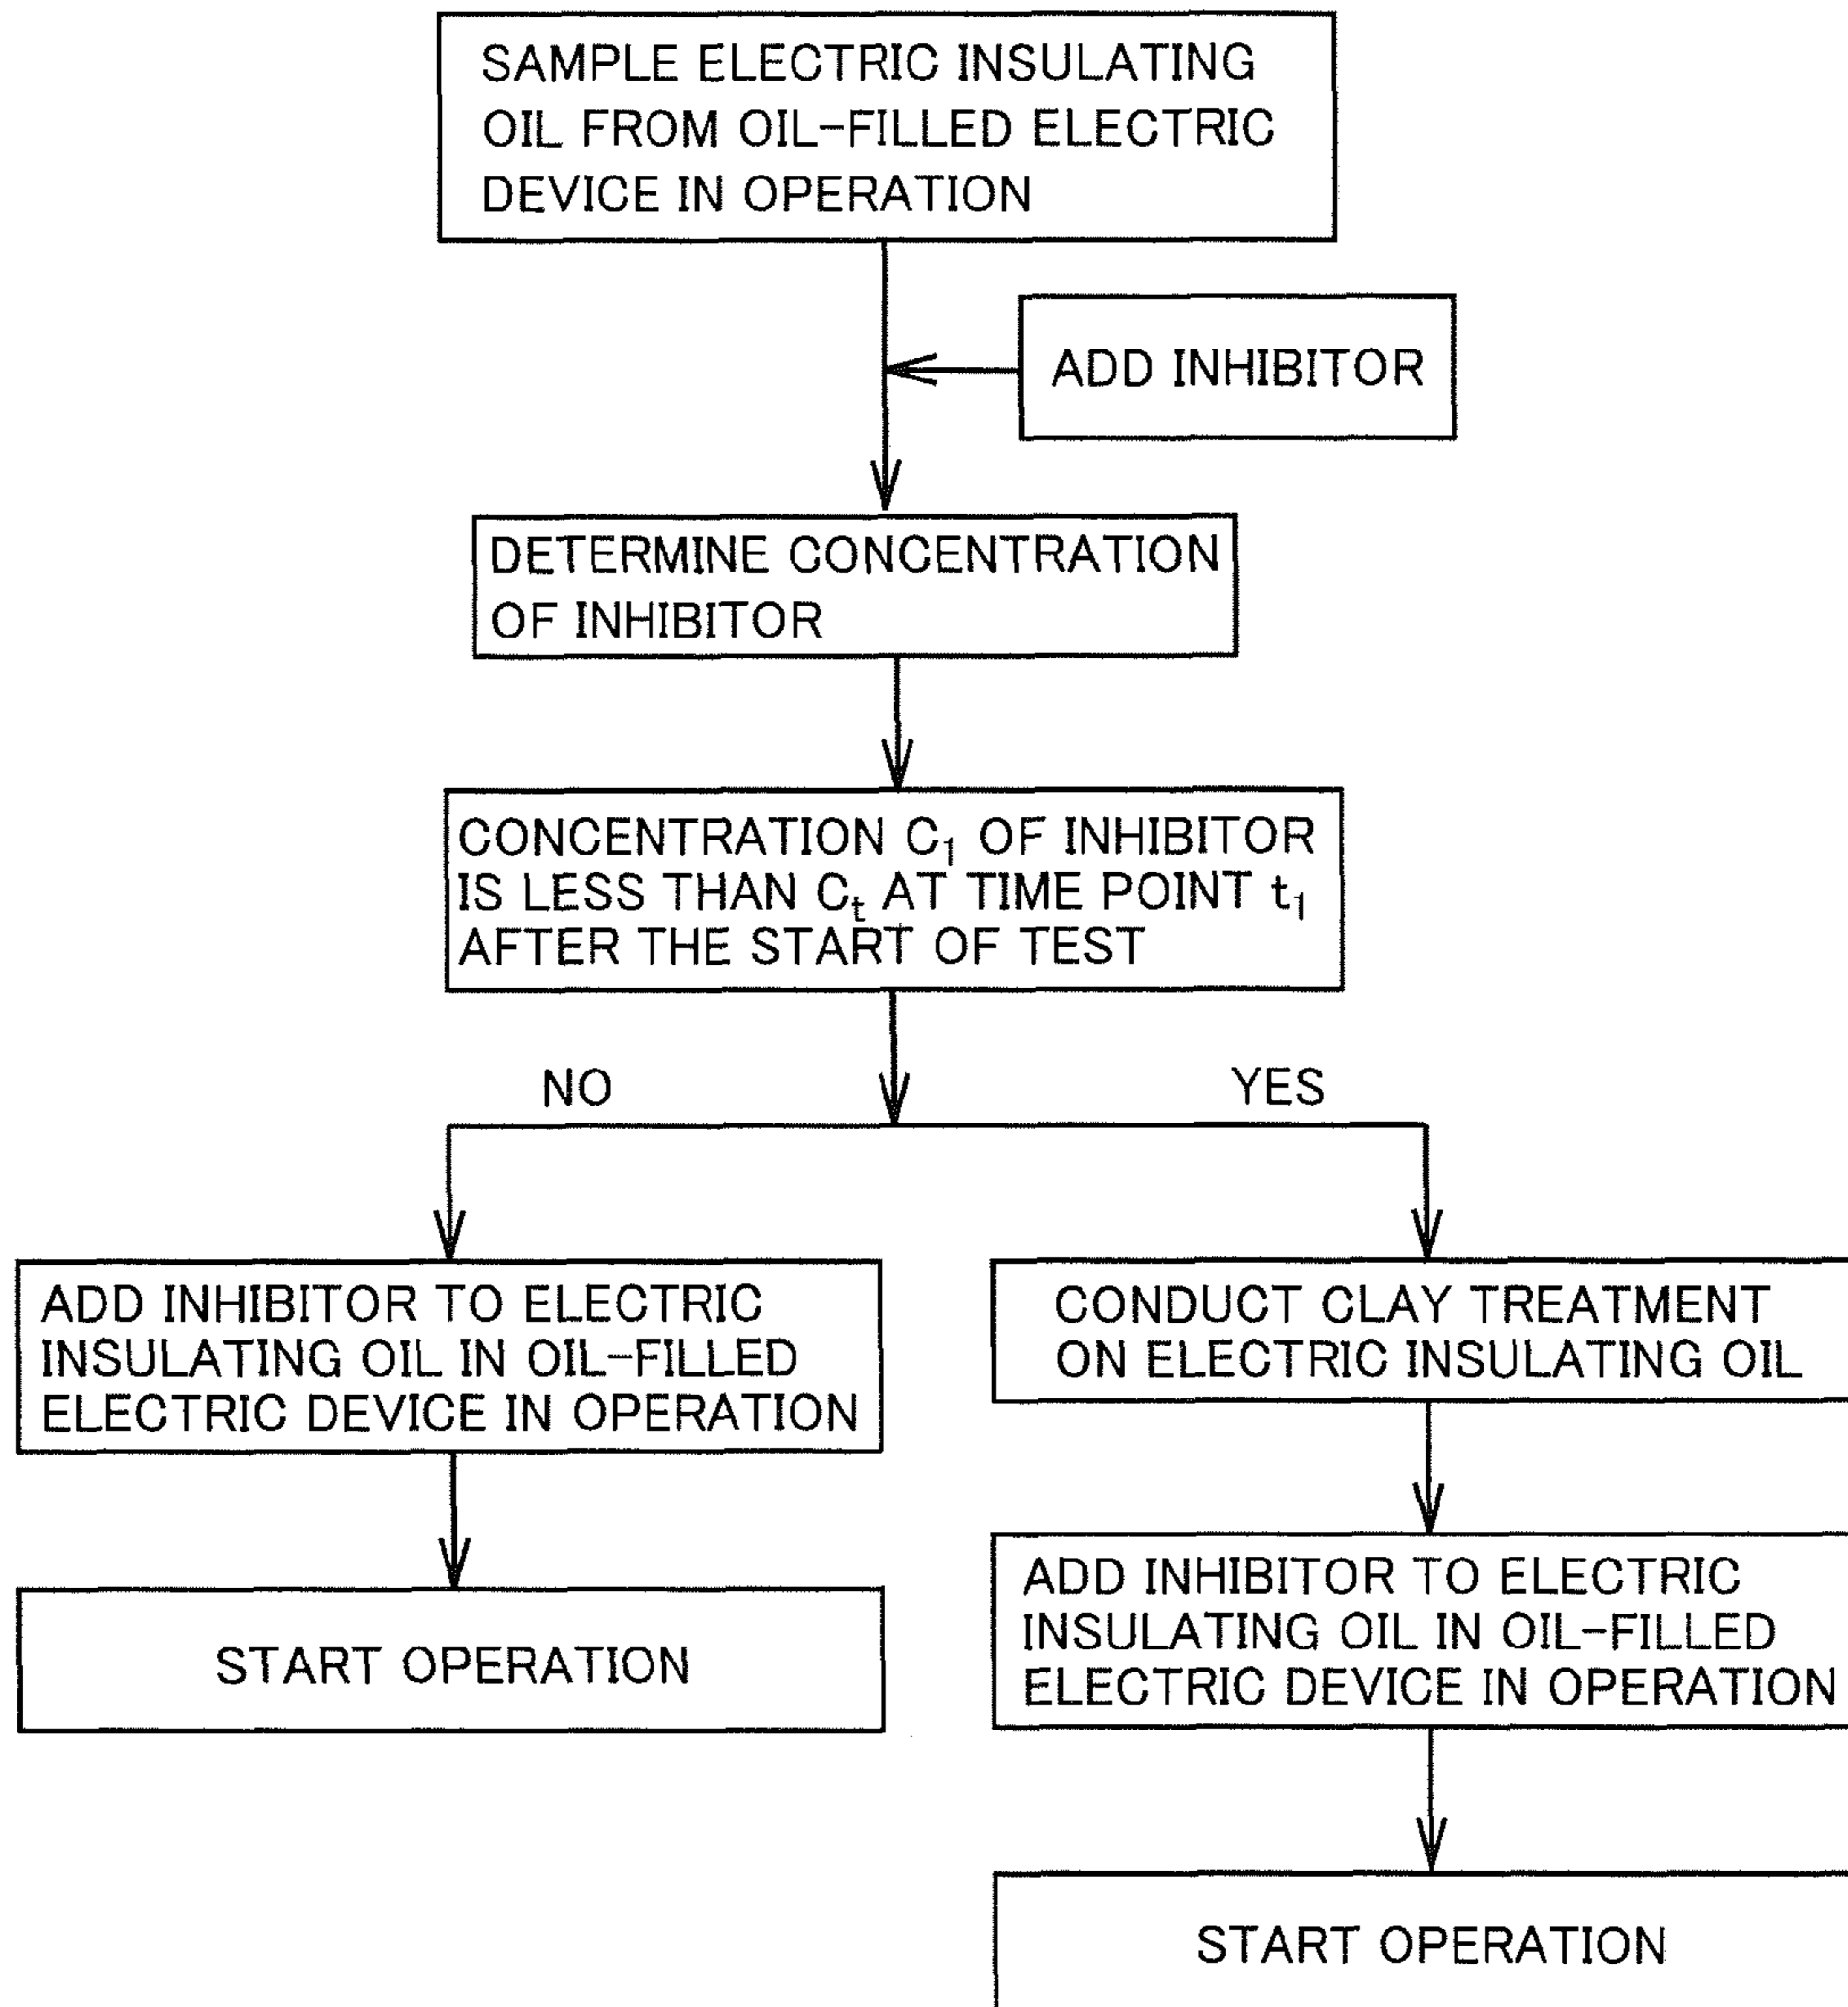 SAMPLE ELECTRIC INSULATING
OIL FROM OIL-FILLED ELECTRIC
DEVICE IN OPERATION
ADD INHIBITOR
DETERMINE CONCENTRATION
OF INHIBITOR
CONCENTRATION C₁ OF INHIBITOR
IS LESS THAN Cₜ AT TIME POINT t₁
AFTER THE START OF TEST
NO
YES
ADD INHIBITOR TO ELECTRIC
INSULATING OIL IN OIL-FILLED
ELECTRIC DEVICE IN OPERATION
START OPERATION
CONDUCT CLAY TREATMENT
ON ELECTRIC INSULATING OIL
ADD INHIBITOR TO ELECTRIC
INSULATING OIL IN OIL-FILLED
ELECTRIC DEVICE IN OPERATION
START OPERATION